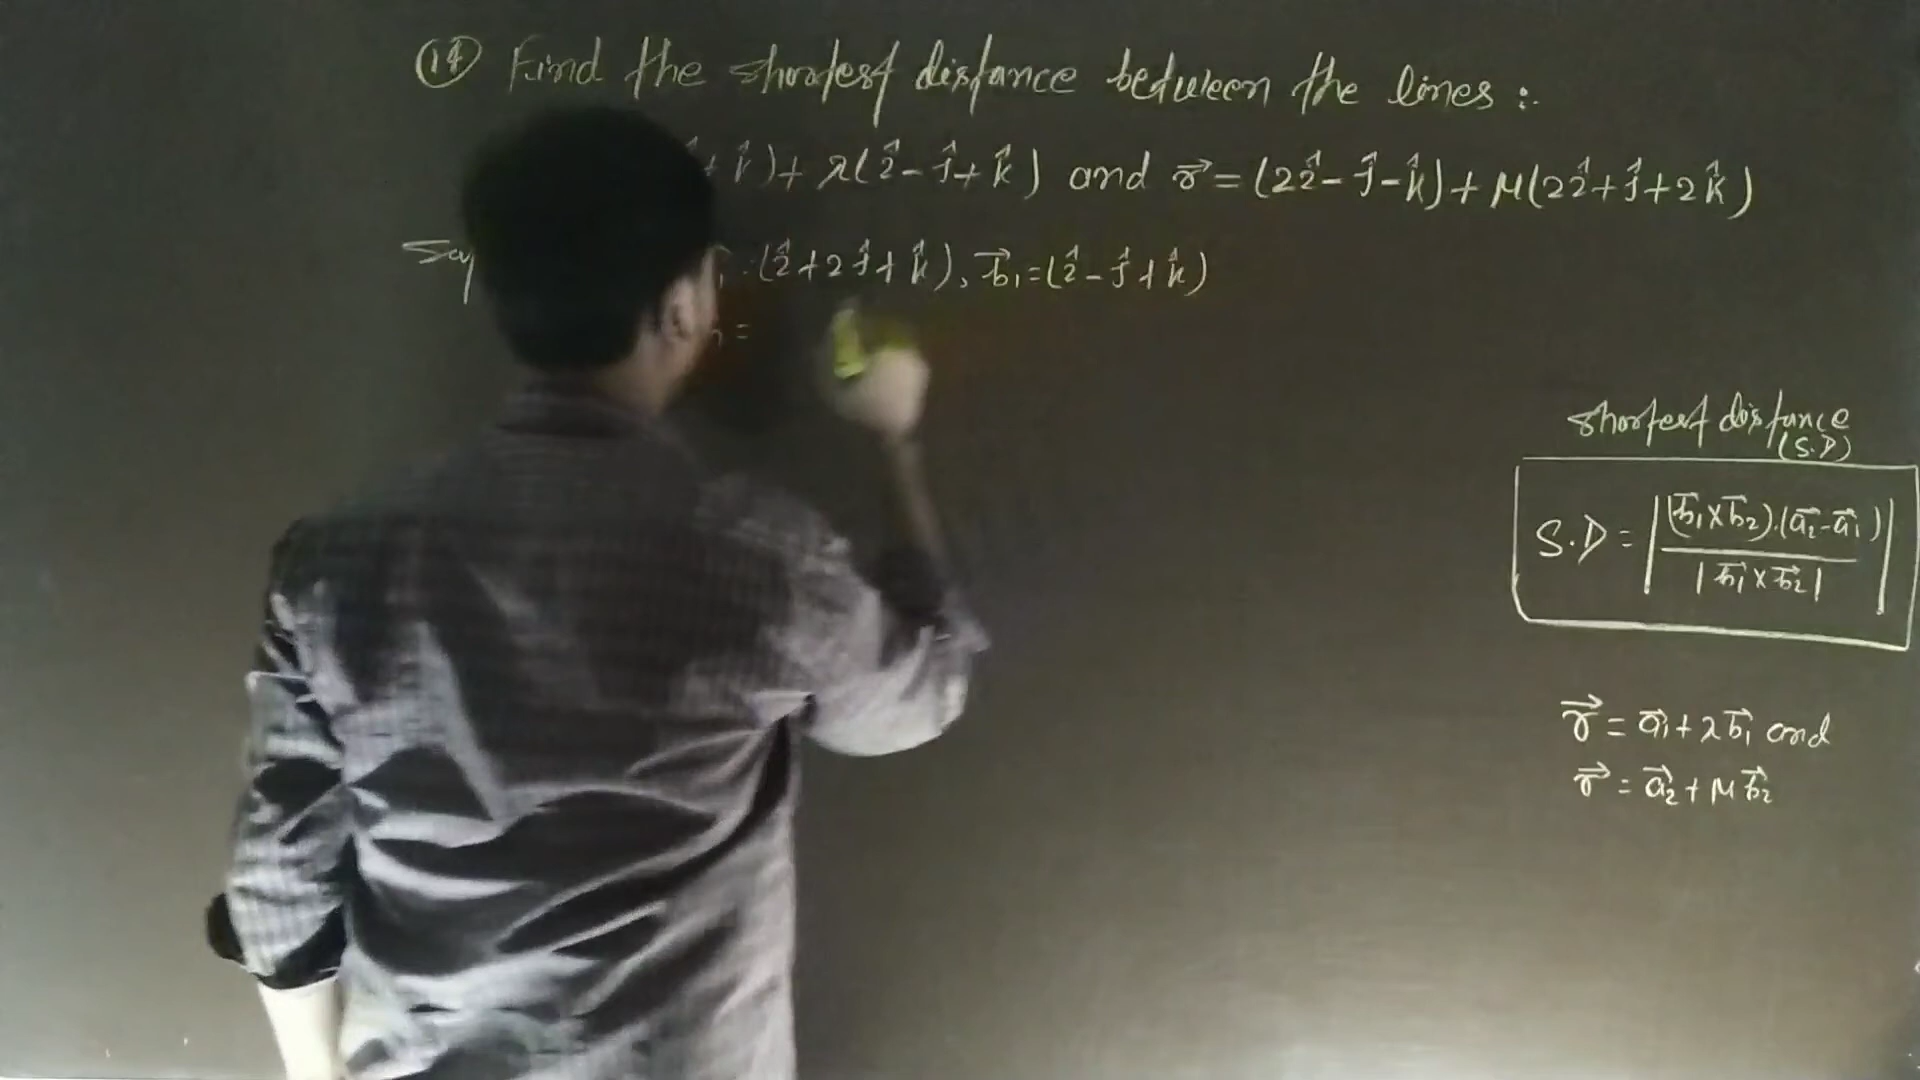 (14) Find the shortest distance between the lines :.
+ k̂) + λ(î - ĵ + k̂) and r⃗ = (2î - ĵ - k̂) + μ(2î + ĵ + 2k̂)
(î + 2ĵ + k̂), b⃗₁ = (î - ĵ + k̂)
=
shortest distance
(S.D)
S.D = |(b⃗₁ × b⃗₂).(a⃗₂ - a⃗₁) / |b⃗₁ × b⃗₂||
r⃗ = a⃗₁ + λb⃗₁ and
r⃗ = a⃗₂ + μb⃗₂